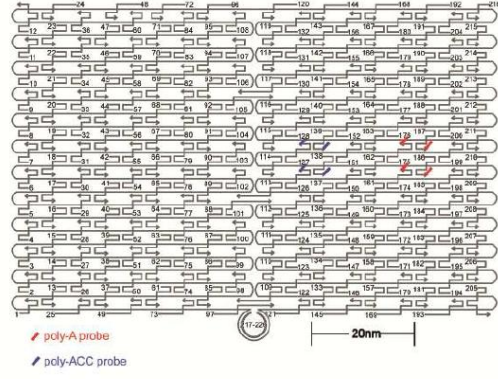 24 48 72 96 120 144 168 192
12 23 36 47 60 71 84 95 108 132 143 156 167 191 204 215
11 22 35 46 59 70 83 94 107 131 142 155 166 190 203 214
10 21 34 45 58 69 82 93 106 130 141 154 165 189 202 213
9 20 33 44 57 68 81 92 105 129 140 153 164 188 201 212
8 19 32 43 56 67 80 91 104 128 139 152 163 176 187 200 211
7 18 31 42 55 66 79 90 103 127 138 151 162 175 186 199 210
6 17 30 41 54 65 78 89 102 126 137 150 161 174 185 198 209
5 16 29 40 53 64 77 88 101 125 136 149 160 173 184 197 208
4 15 28 39 52 63 76 87 100 124 135 148 159 172 183 196 207
3 14 27 38 51 62 75 86 99 123 134 147 158 171 182 195 206
2 13 26 37 50 61 74 85 98 109 122 133 146 157 181 194 205
1 25 49 73 97 121 145 169 193
poly-A probe
20nm
poly-ACC probe